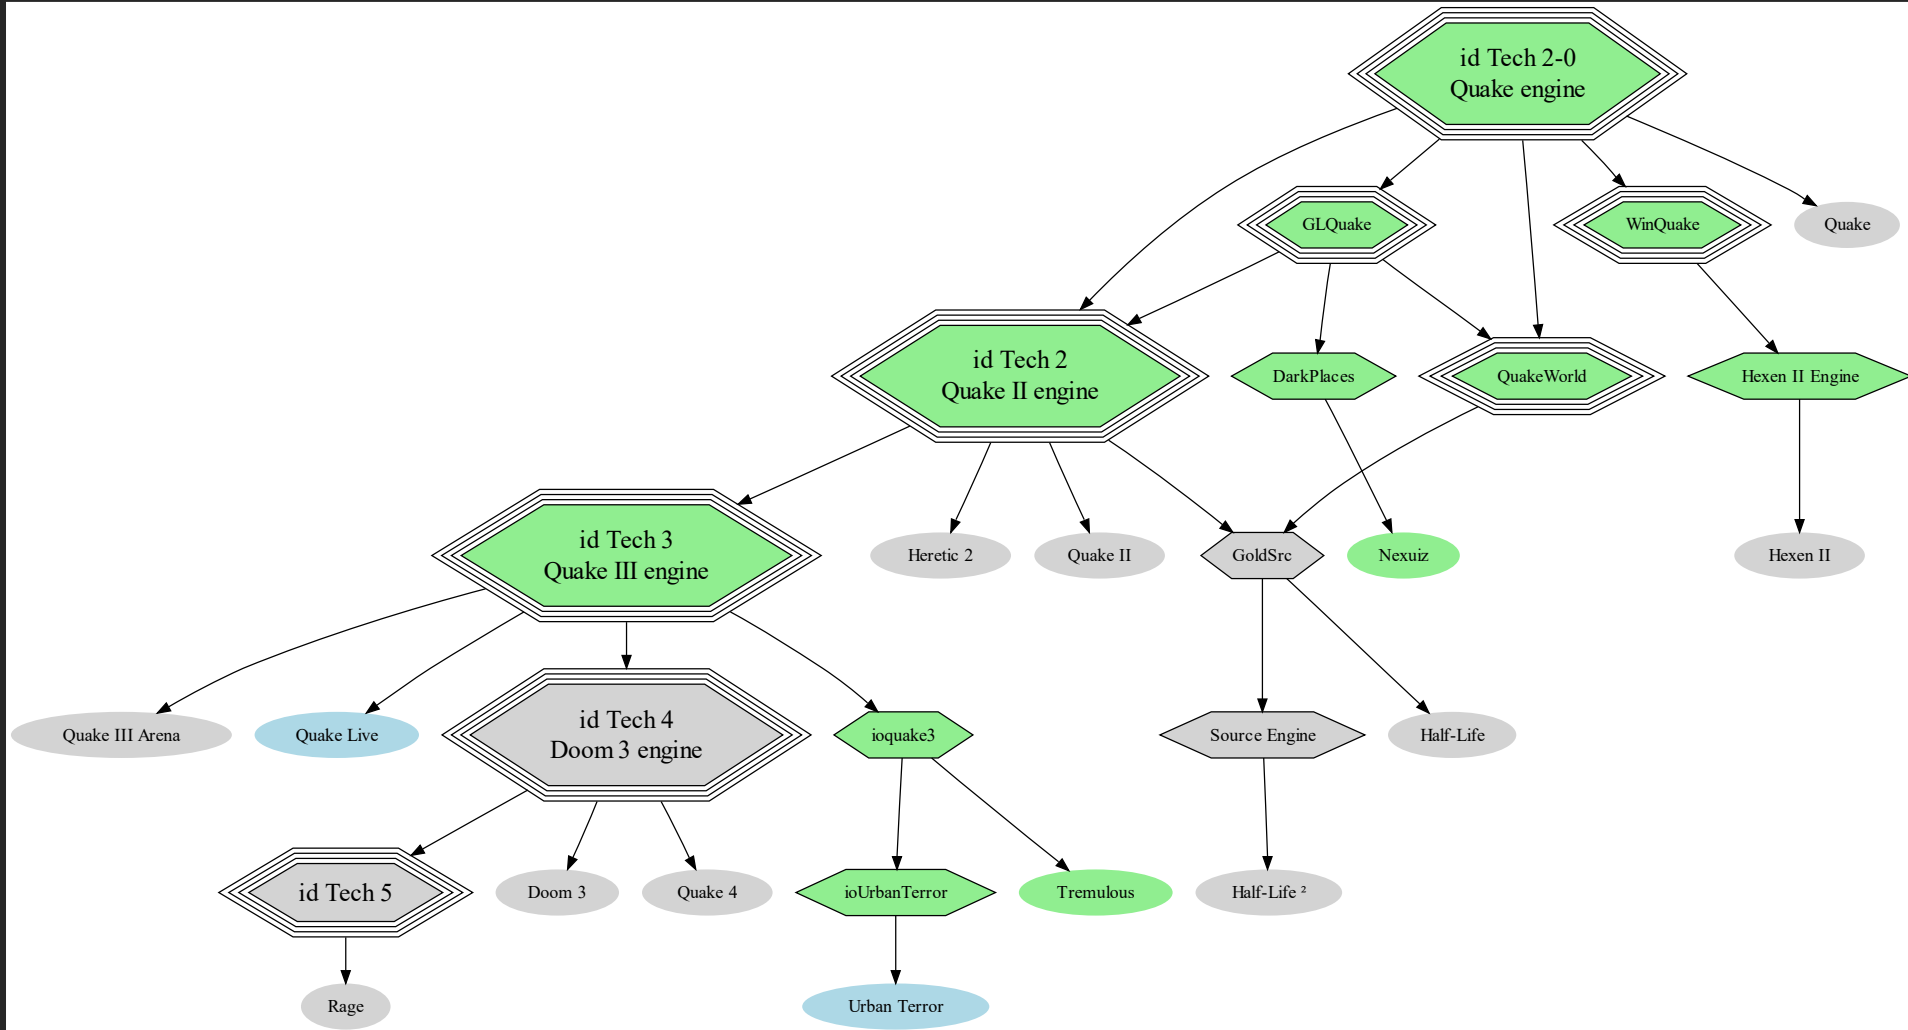 id Tech 2-0
Quake engine
GLQuake
WinQuake
Quake
id Tech 2
Quake II engine
DarkPlaces
QuakeWorld
Hexen II Engine
id Tech 3
Quake III engine
Heretic 2
Quake II
GoldSrc
Nexuiz
Hexen II
Quake III Arena
Quake Live
id Tech 4
Doom 3 engine
ioquake3
Source Engine
Half-Life
id Tech 5
Doom 3
Quake 4
ioUrbanTerror
Tremulous
Half-Life ²
Rage
Urban Terror